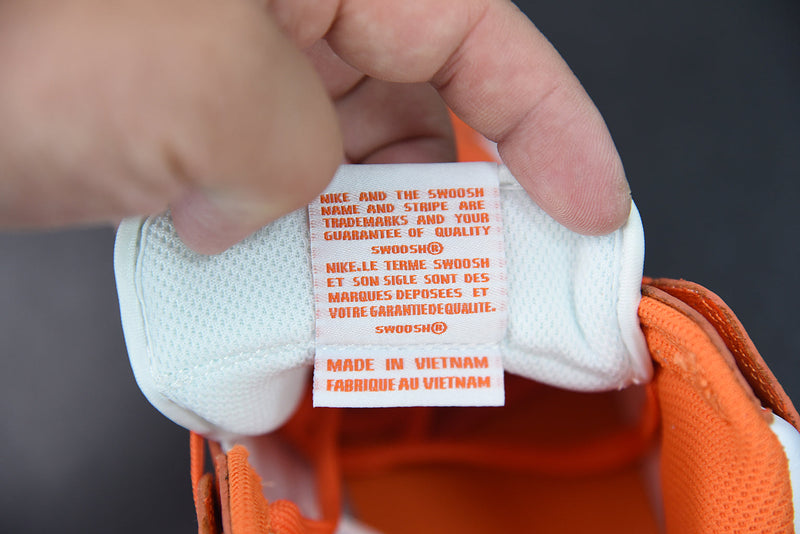 NIKE AND THE SWOOSH
NAME AND STRIPE ARE
TRADEMARKS AND YOUR
GUARANTEE OF QUALITY
SWOOSH®
NIKE.LE TERME SWOOSH
ET SON SIGLE SONT DES
MARQUES DEPOSEES ET
VOTRE GARANTIE DE QUALITE.
SWOOSH®
MADE IN VIETNAM
FABRIQUE AU VIETNAM